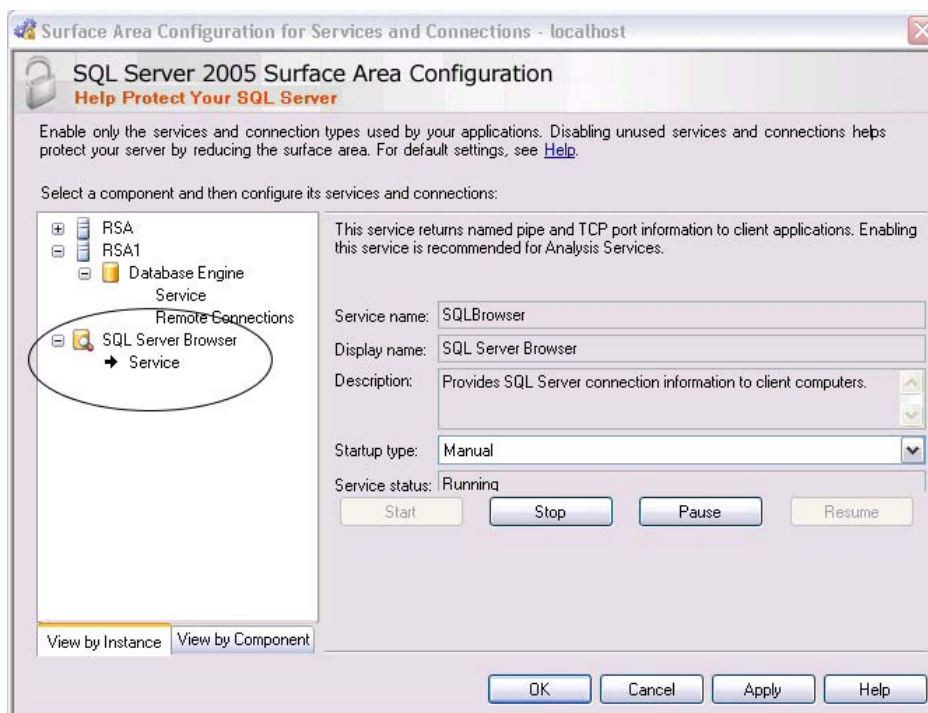 Surface Area Configuration for Services and Connections - localhost
SQL Server 2005 Surface Area Configuration
Help Protect Your SQL Server
Enable only the services and connection types used by your applications. Disabling unused services and connections helps
protect your server by reducing the surface area. For default settings, see Help.
Select a component and then configure its services and connections:
RSA
RSA1
Database Engine
Service
Remote Connections
SQL Server Browser
Service
View by Instance
View by Component
This service returns named pipe and TCP port information to client applications. Enabling
this service is recommended for Analysis Services.
Service name: SQLBrowser
Display name: SQL Server Browser
Description: Provides SQL Server connection information to client computers.
Startup type: Manual
Service status: Running
Start Stop Pause Resume
OK Cancel Apply Help